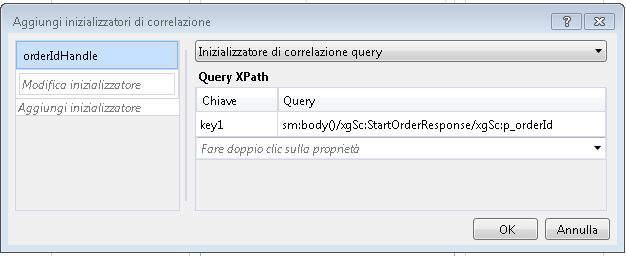 Aggiungi inizializzatori di correlazione
orderIdHandle
Modifica inizializzatore
Aggiungi inizializzatore
Inizializzatore di correlazione query
Query XPath
Chiave Query
key1 sm:body()/xgSc:StartOrderResponse/xgSc:p_orderId
Fare doppio clic sulla proprietà
OK Annulla